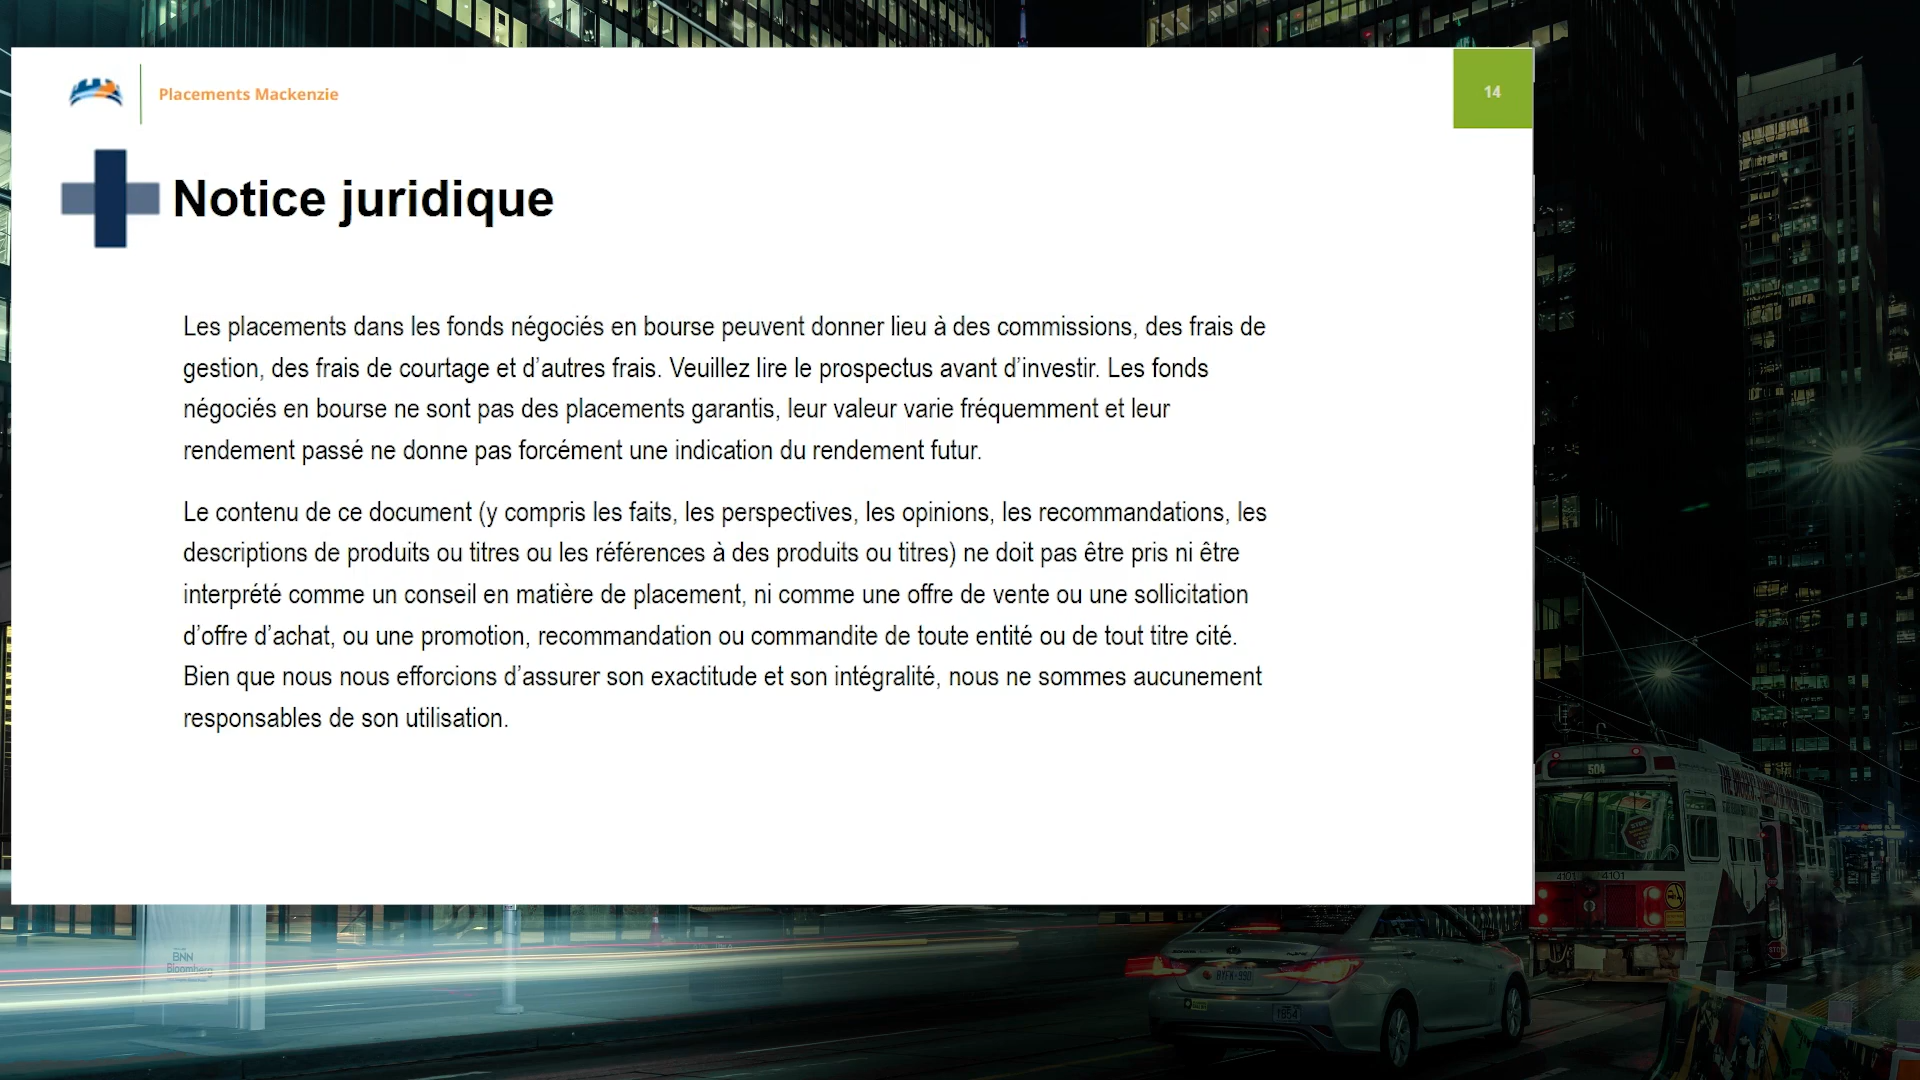 Placements Mackenzie
14
Notice juridique
Les placements dans les fonds négociés en bourse peuvent donner lieu à des commissions, des frais de
gestion, des frais de courtage et d’autres frais. Veuillez lire le prospectus avant d’investir. Les fonds
négociés en bourse ne sont pas des placements garantis, leur valeur varie fréquemment et leur
rendement passé ne donne pas forcément une indication du rendement futur.
Le contenu de ce document (y compris les faits, les perspectives, les opinions, les recommandations, les
descriptions de produits ou titres ou les références à des produits ou titres) ne doit pas être pris ni être
interprété comme un conseil en matière de placement, ni comme une offre de vente ou une sollicitation
d’offre d’achat, ou une promotion, recommandation ou commandite de toute entité ou de tout titre cité.
Bien que nous nous efforcions d’assurer son exactitude et son intégralité, nous ne sommes aucunement
responsables de son utilisation.
504
4101 4101
STOP
BNN
Bloomberg
BYFK·990
1854